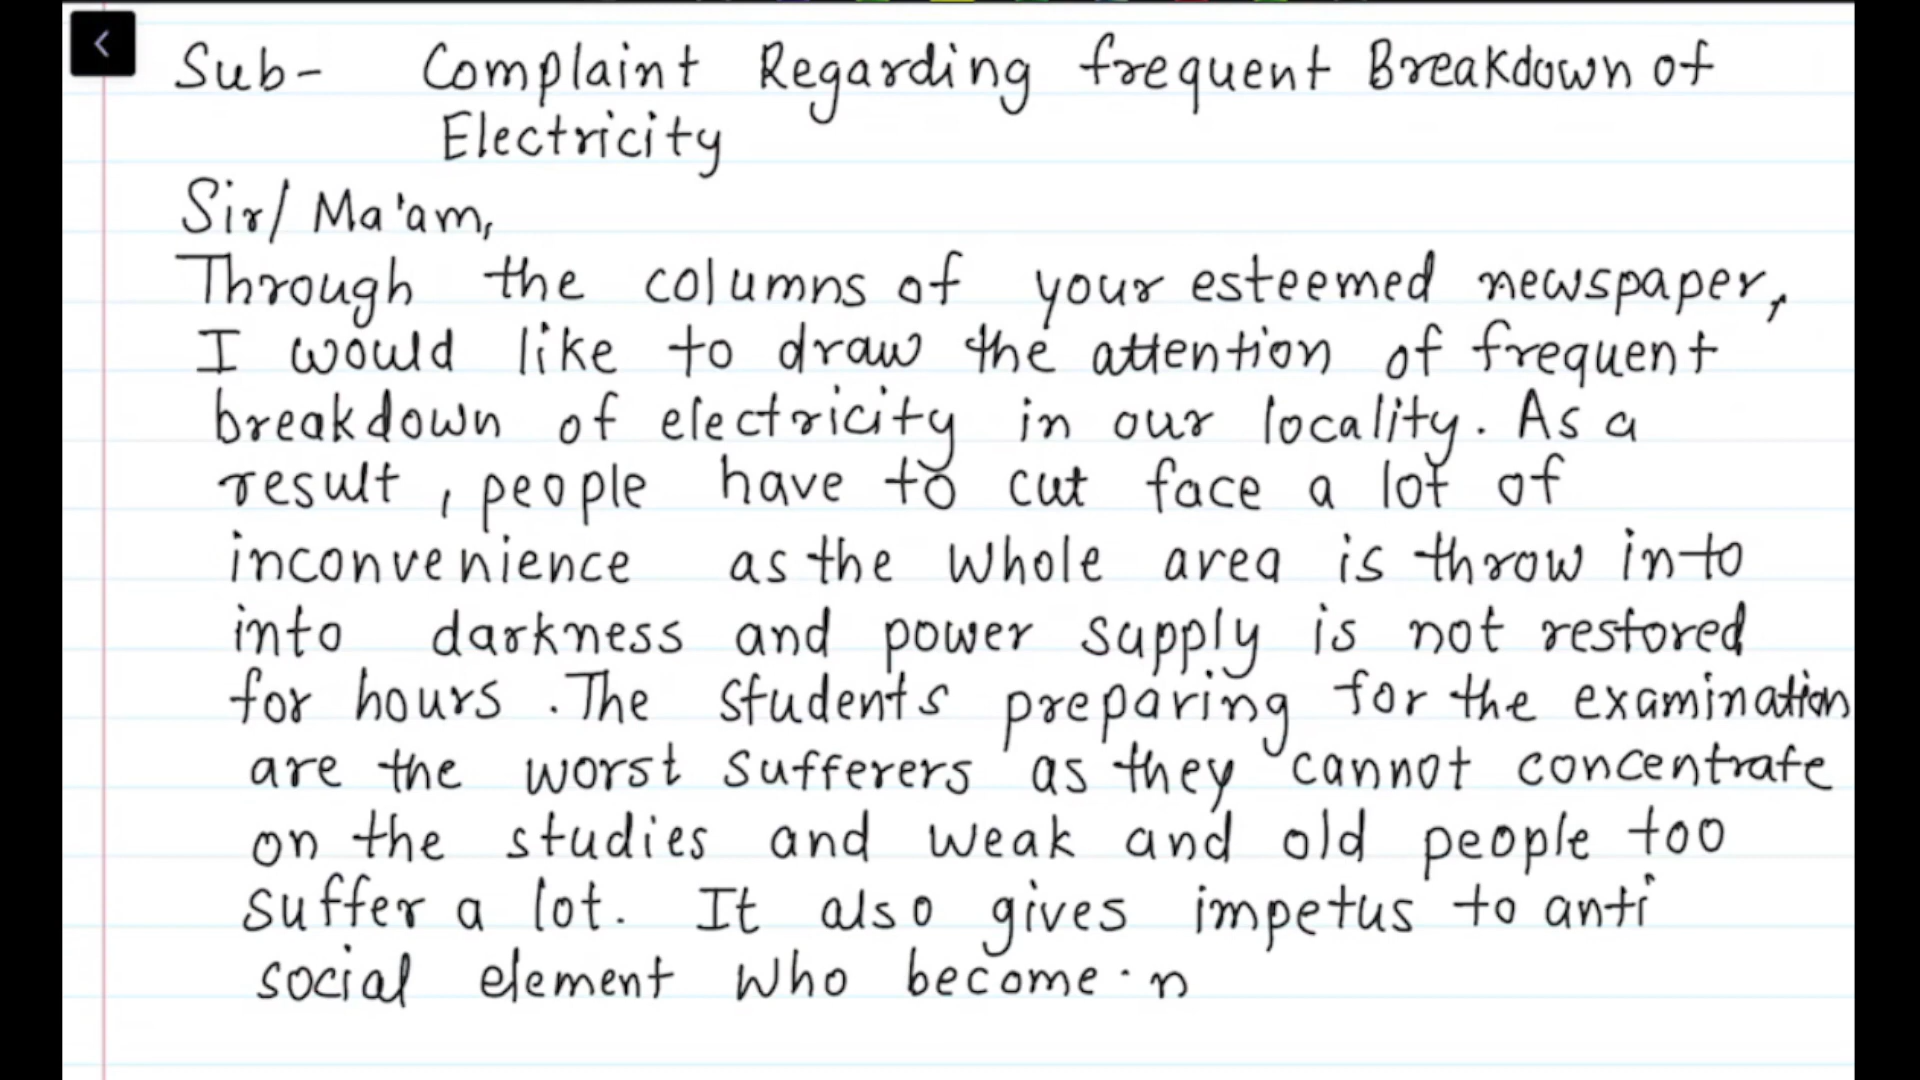 Sub- Complaint Regarding frequent Breakdown of
Electricity
Sir/ Ma'am,
Through the columns of your esteemed newspaper,
I would like to draw the attention of frequent
breakdown of electricity in our locality. As a
result, people have to cut face a lot of
inconvenience as the whole area is throw into
into darkness and power supply is not restored
for hours. The students preparing for the examination
are the worst sufferers as they cannot concentrate
on the studies and weak and old people too
suffer a lot. It also gives impetus to anti
social element who become n